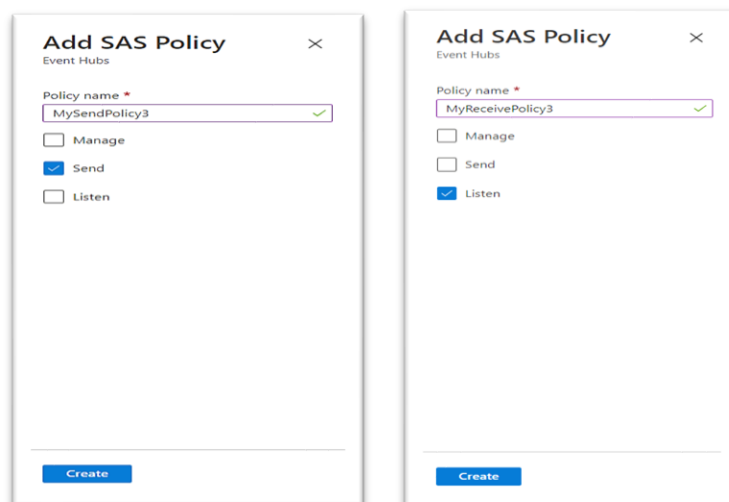 Add SAS Policy
Event Hubs
Policy name *
MySendPolicy3
Manage
Send
Listen
Create
Add SAS Policy
Event Hubs
Policy name *
MyReceivePolicy3
Manage
Send
Listen
Create